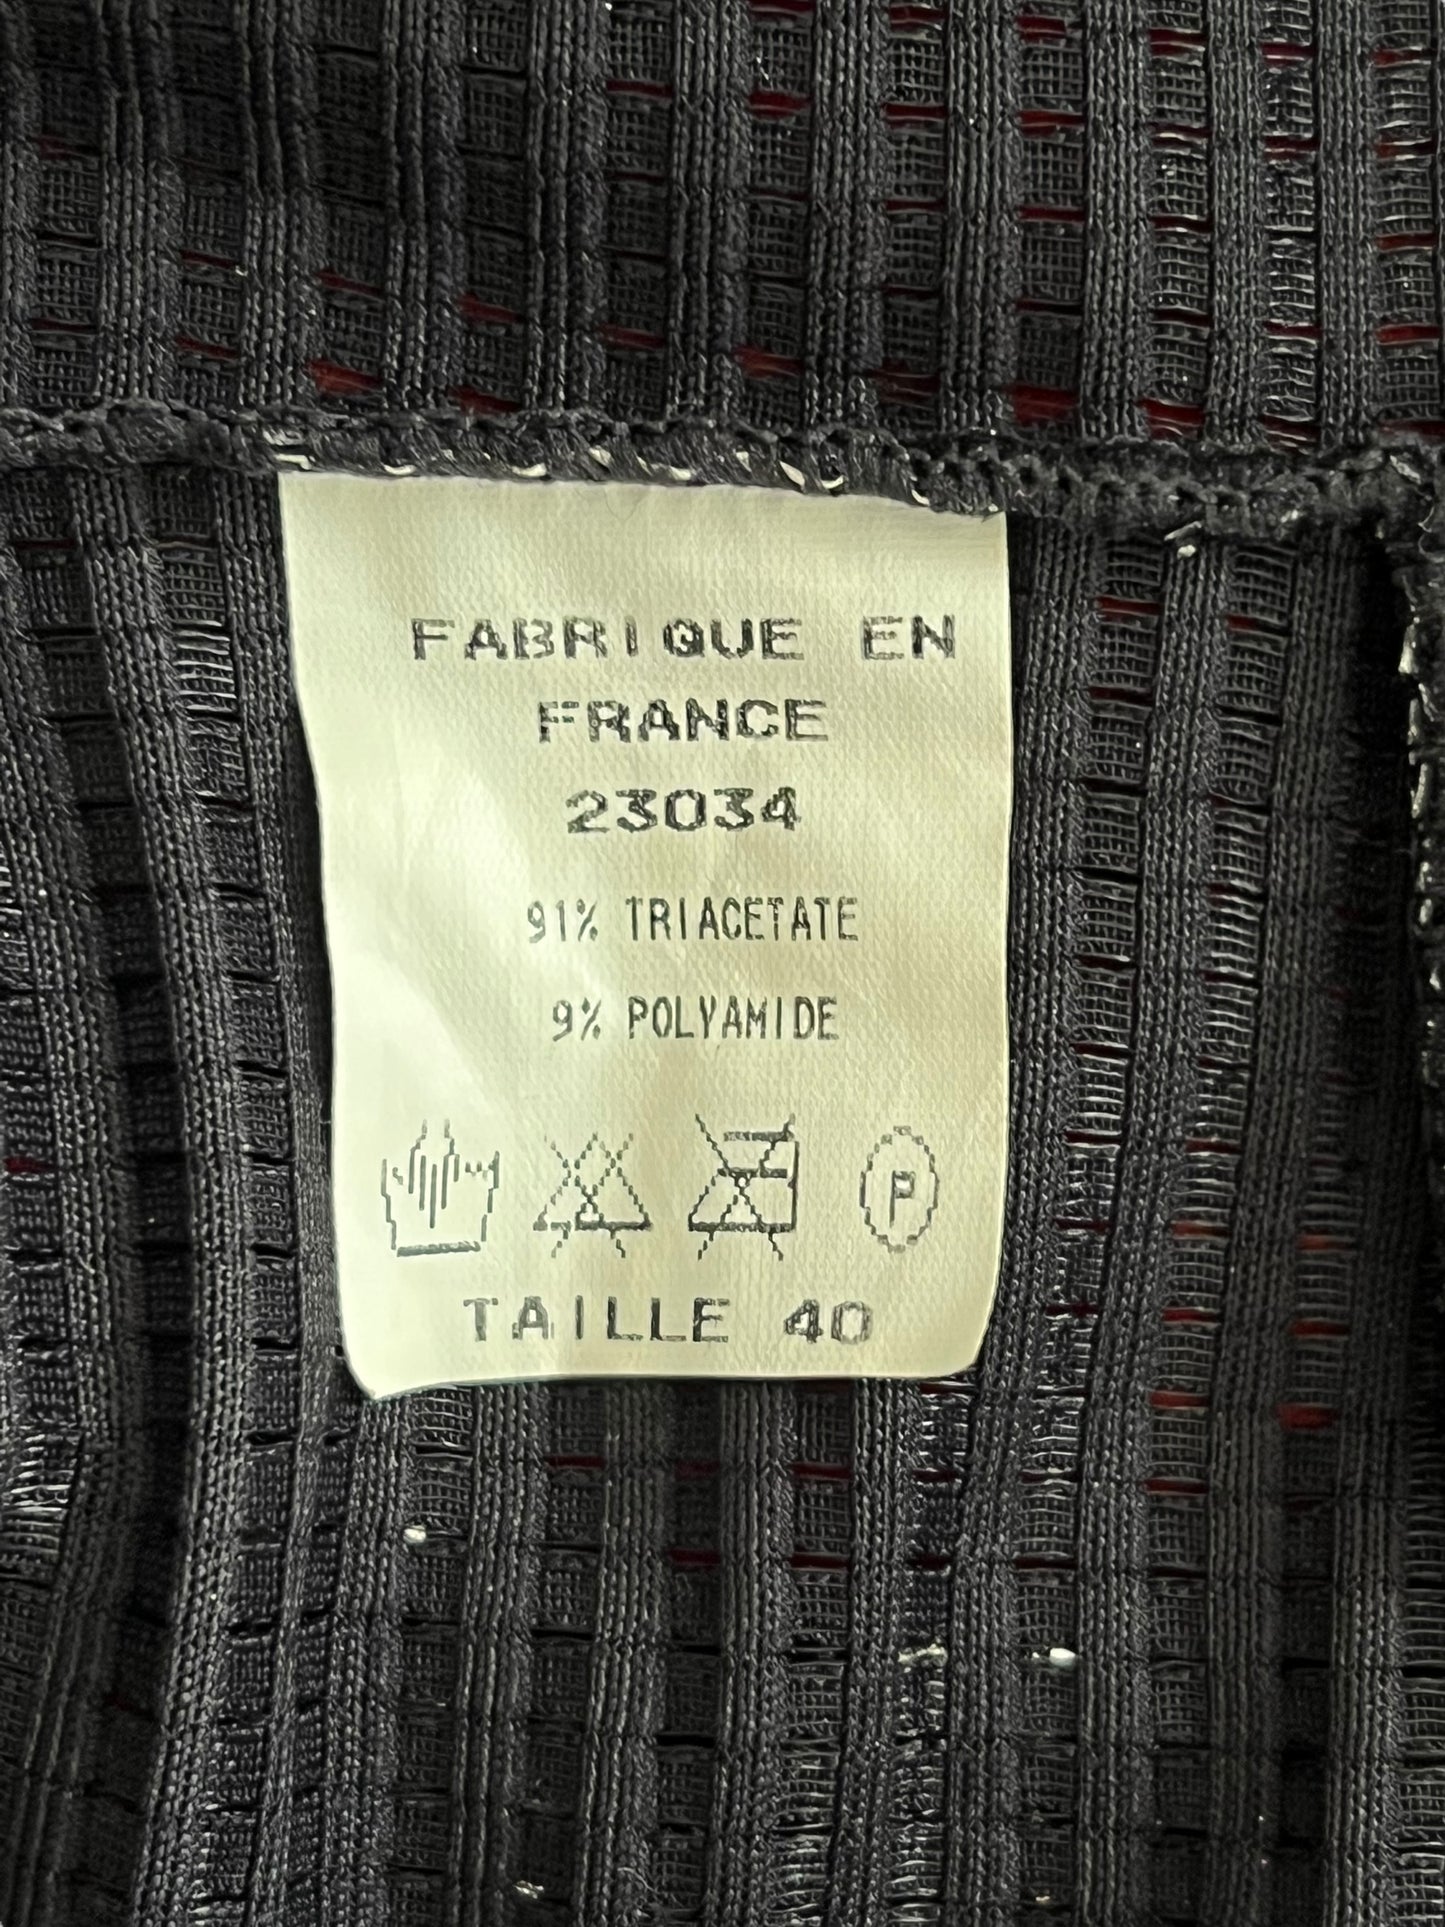 FABRIQUE EN
FRANCE
23034
91% TRIACETATE
9% POLYAMIDE
P
TAILLE 40